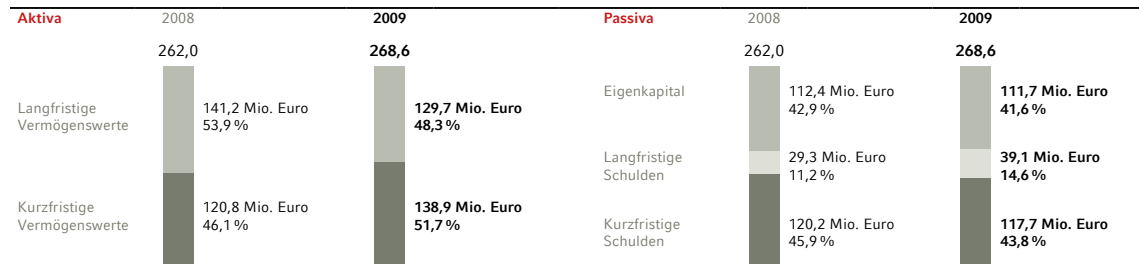 Aktiva 2008 2009
262,0 268,6
Langfristige Vermögenswerte
141,2 Mio. Euro
53,9 %
129,7 Mio. Euro
48,3 %
Kurzfristige Vermögenswerte
120,8 Mio. Euro
46,1 %
138,9 Mio. Euro
51,7 %
Passiva 2008 2009
262,0 268,6
Eigenkapital
112,4 Mio. Euro
42,9 %
111,7 Mio. Euro
41,6 %
Langfristige
Schulden
29,3 Mio. Euro
11,2 %
39,1 Mio. Euro
14,6 %
Kurzfristige
Schulden
120,2 Mio. Euro
45,9 %
117,7 Mio. Euro
43,8 %